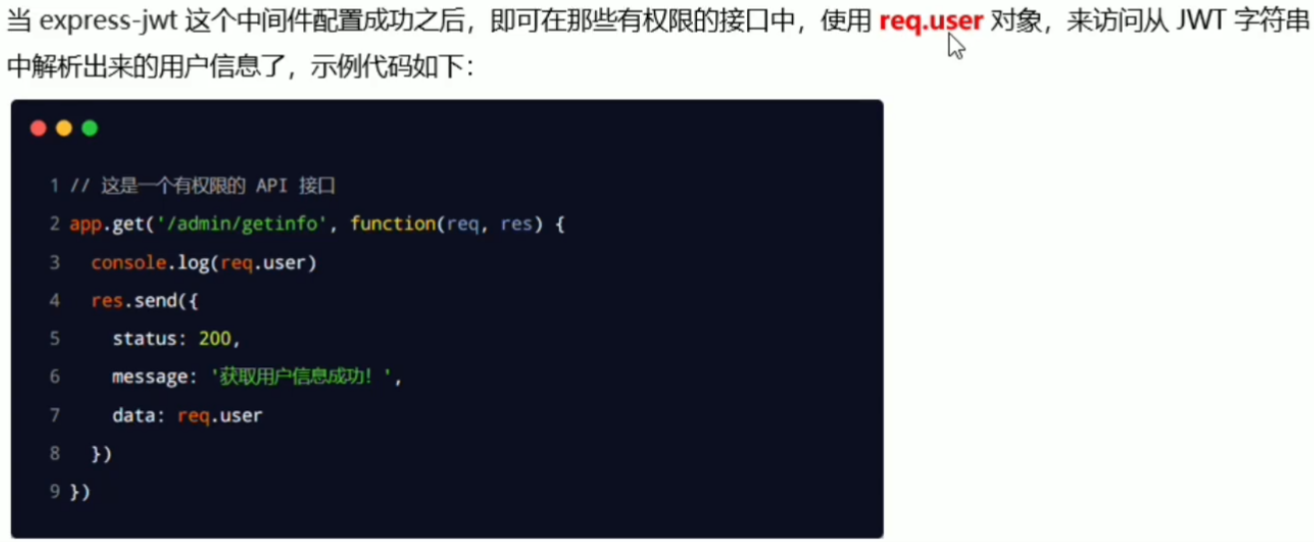 当 express-jwt 这个中间件配置成功之后，即可在那些有权限的接口中，使用 req.user 对象，来访问从 JWT 字符串
中解析出来的用户信息了，示例代码如下：
1 // 这是一个有权限的 API 接口
2 app.get('/admin/getinfo', function(req, res) {
3   console.log(req.user)
4   res.send({
5     status: 200,
6     message: '获取用户信息成功！',
7     data: req.user
8   })
9 })